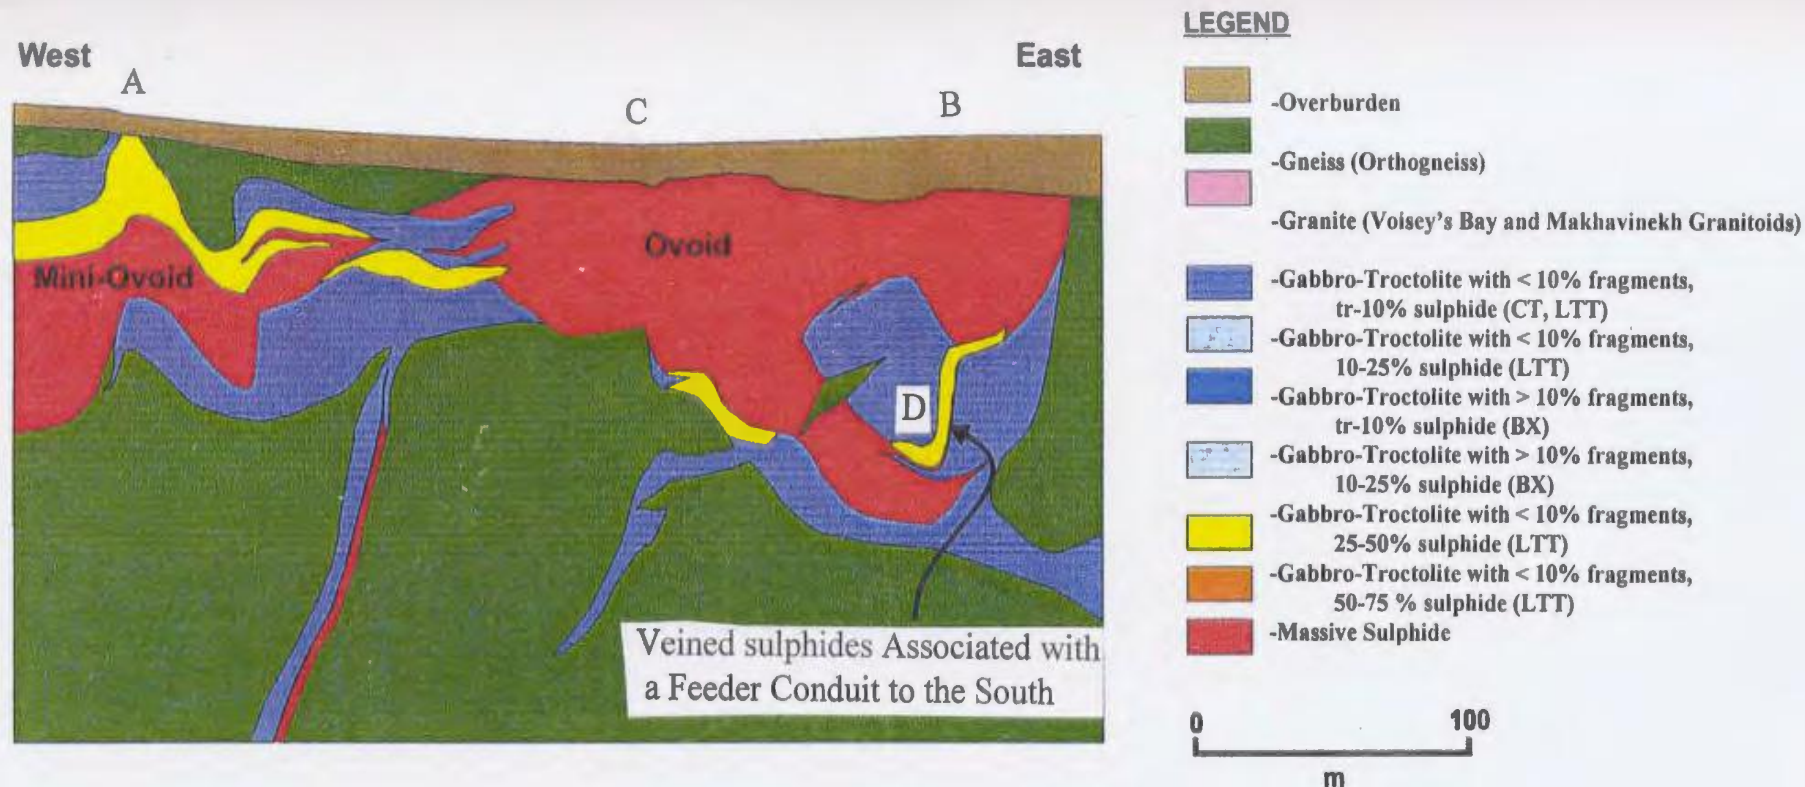 West
East
A
C
B
Mini-Ovoid
Ovoid
D
Veined sulphides Associated with
a Feeder Conduit to the South
LEGEND
-Overburden
-Gneiss (Orthogneiss)
-Granite (Voisey's Bay and Makhavinekh Granitoids)
-Gabbro-Troctolite with < 10% fragments,
tr-10% sulphide (CT, LTT)
-Gabbro-Troctolite with < 10% fragments,
10-25% sulphide (LTT)
-Gabbro-Troctolite with > 10% fragments,
tr-10% sulphide (BX)
-Gabbro-Troctolite with > 10% fragments,
10-25% sulphide (BX)
-Gabbro-Troctolite with < 10% fragments,
25-50% sulphide (LTT)
-Gabbro-Troctolite with < 10% fragments,
50-75 % sulphide (LTT)
-Massive Sulphide
0 100
m